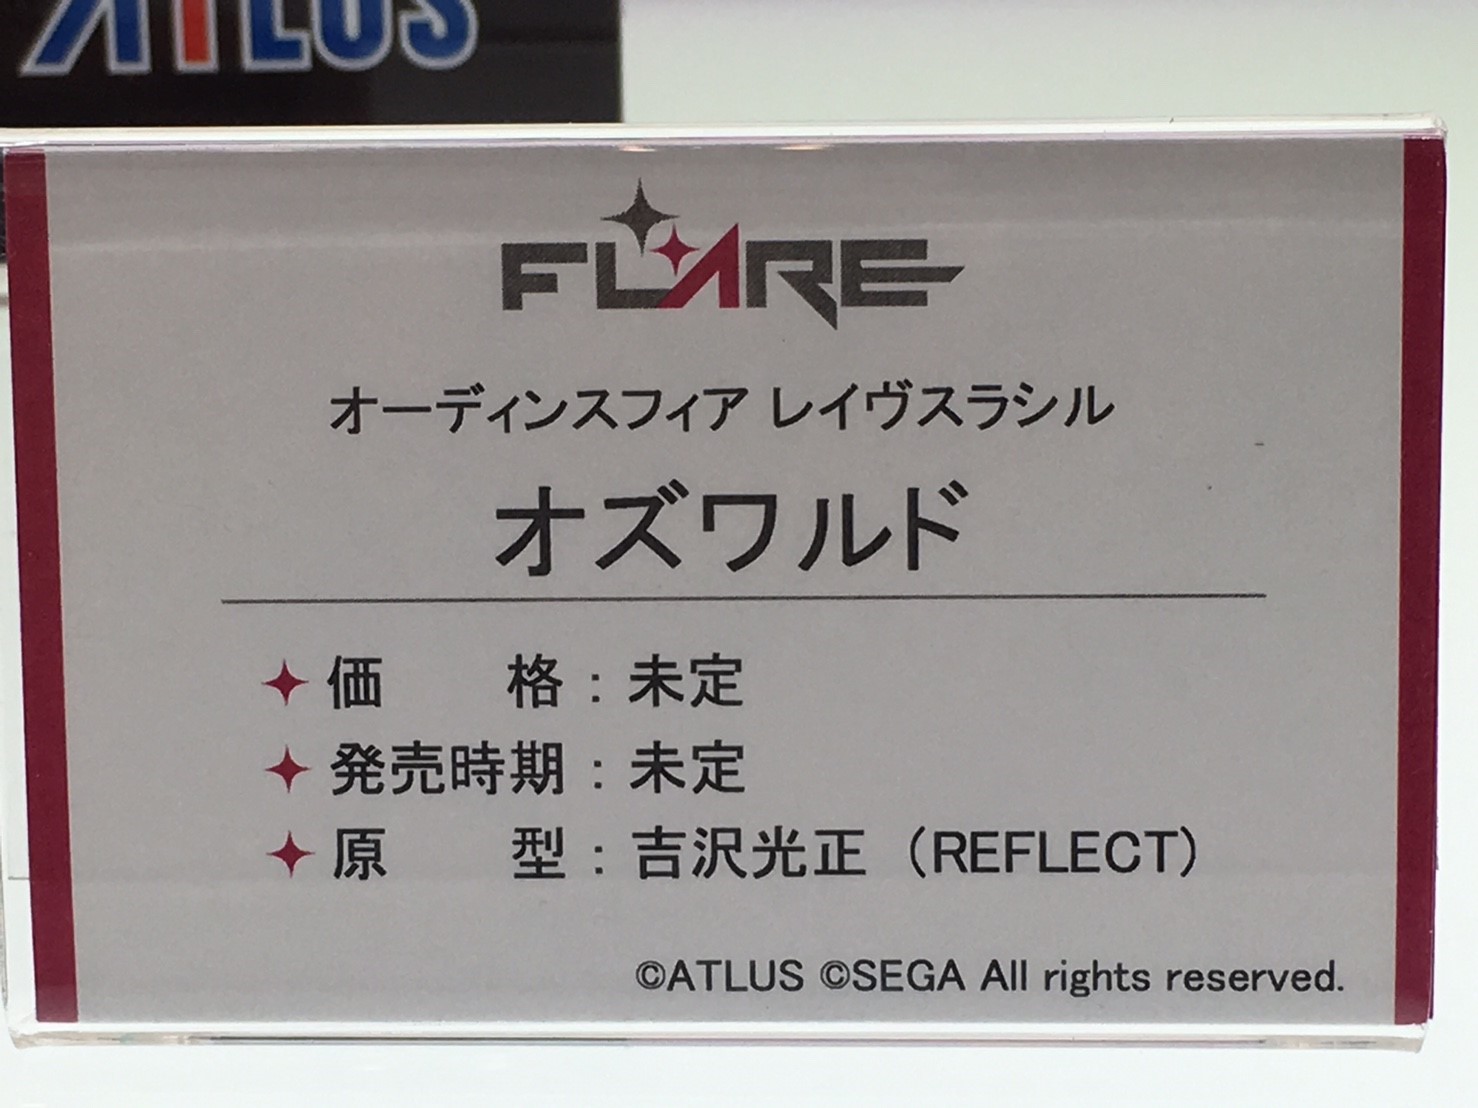 ATLUS
FLARE
オーディンスフィア レイヴスラシル
オズワルド
価　　格：未定
発売時期：未定
原　　型：吉沢光正（REFLECT）
©ATLUS ©SEGA All rights reserved.